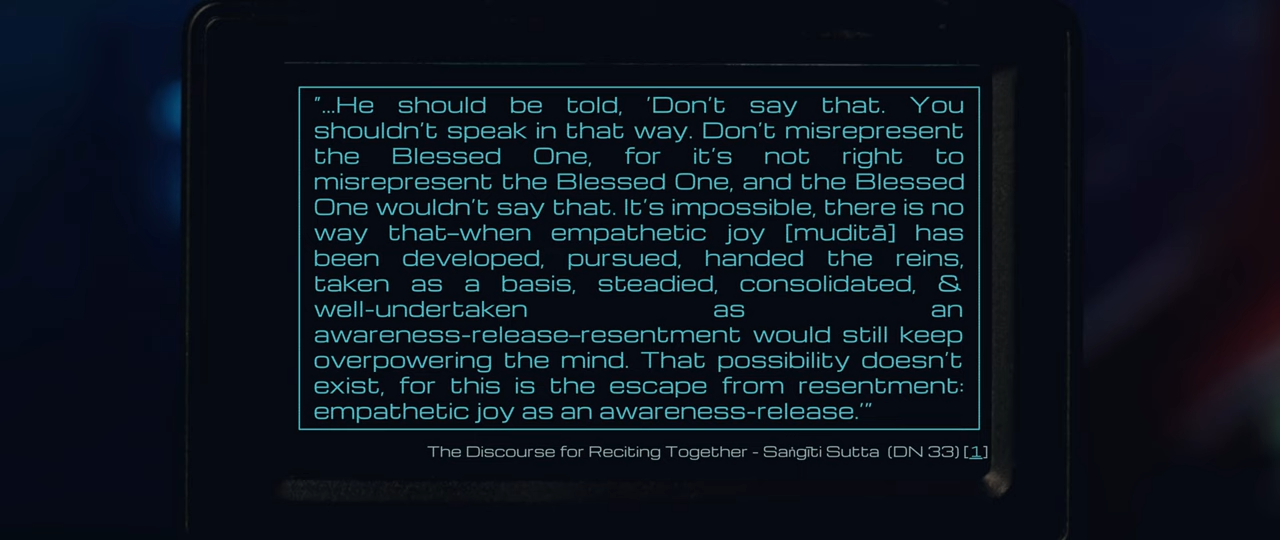 "...He should be told, 'Don't say that. You
shouldn't speak in that way. Don't misrepresent
the Blessed One, for it's not right to
misrepresent the Blessed One, and the Blessed
One wouldn't say that. It's impossible, there is no
way that–when empathetic joy [muditā] has
been developed, pursued, handed the reins,
taken as a basis, steadied, consolidated, &
well-undertaken as an
awareness-release–resentment would still keep
overpowering the mind. That possibility doesn't
exist, for this is the escape from resentment:
empathetic joy as an awareness-release.'"
The Discourse for Reciting Together - Saṅgīti Sutta (DN 33) [1]